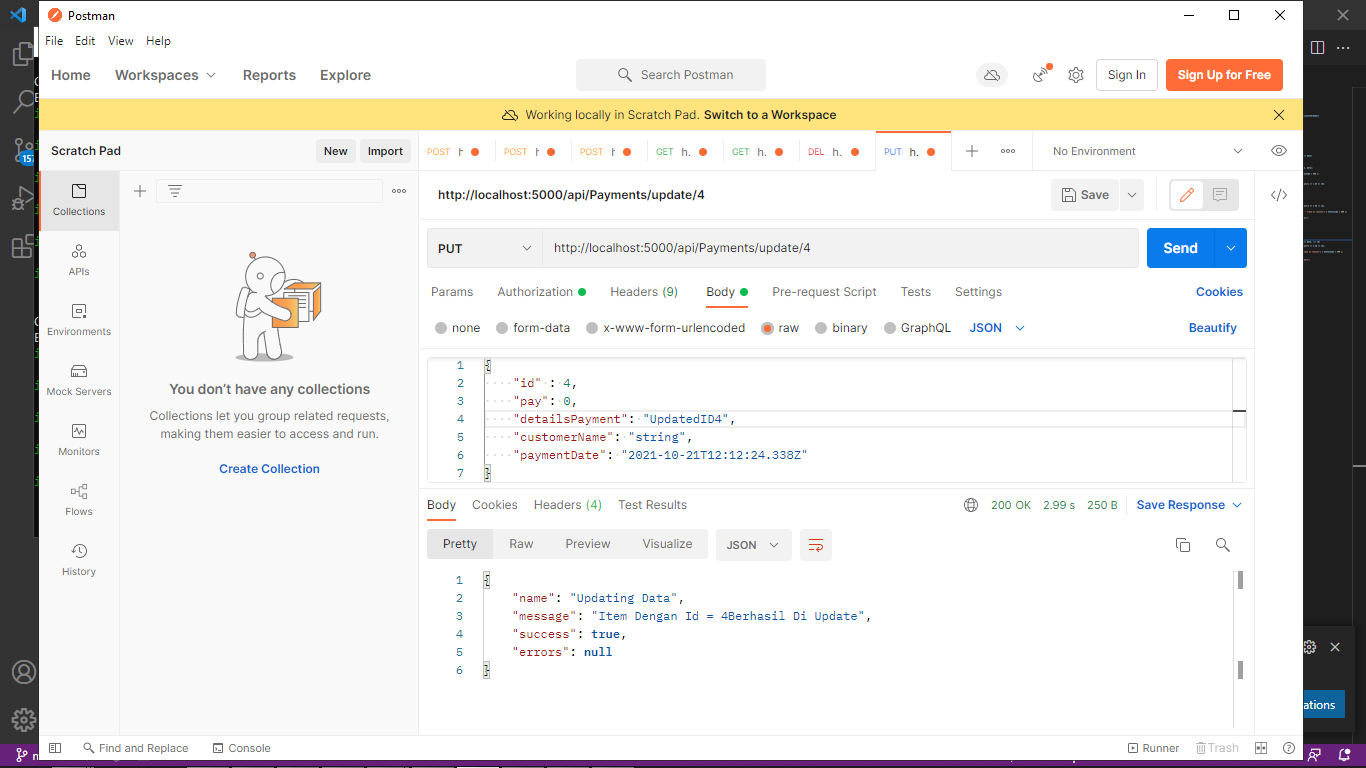 Postman
File Edit View Help
Home Workspaces Reports Explore Search Postman Sign In Sign Up for Free
Working locally in Scratch Pad. Switch to a Workspace
Scratch Pad New Import POST POST POST GET h. GET h. DEL h. PUT h. No Environment
http://localhost:5000/api/Payments/update/4 Save
PUT http://localhost:5000/api/Payments/update/4 Send
Params Authorization Headers (9) Body Pre-request Script Tests Settings Cookies
none form-data x-www-form-urlencoded raw binary GraphQL JSON Beautify
1 {
2 "id" : 4,
3 "pay": 0,
4 "detailsPayment": "UpdatedID4",
5 "customerName": "string",
6 "paymentDate": "2021-10-21T12:12:24.338Z"
7 }
Collections
APIs
Environments
Mock Servers
Monitors
Flows
History
You don't have any collections
Collections let you group related requests,
making them easier to access and run.
Create Collection
Body Cookies Headers (4) Test Results 200 OK 2.99 s 250 B Save Response
Pretty Raw Preview Visualize JSON
1 {
2 "name": "Updating Data",
3 "message": "Item Dengan Id = 4Berhasil Di Update",
4 "success": true,
5 "errors": null
6 }
Find and Replace Console Runner Trash